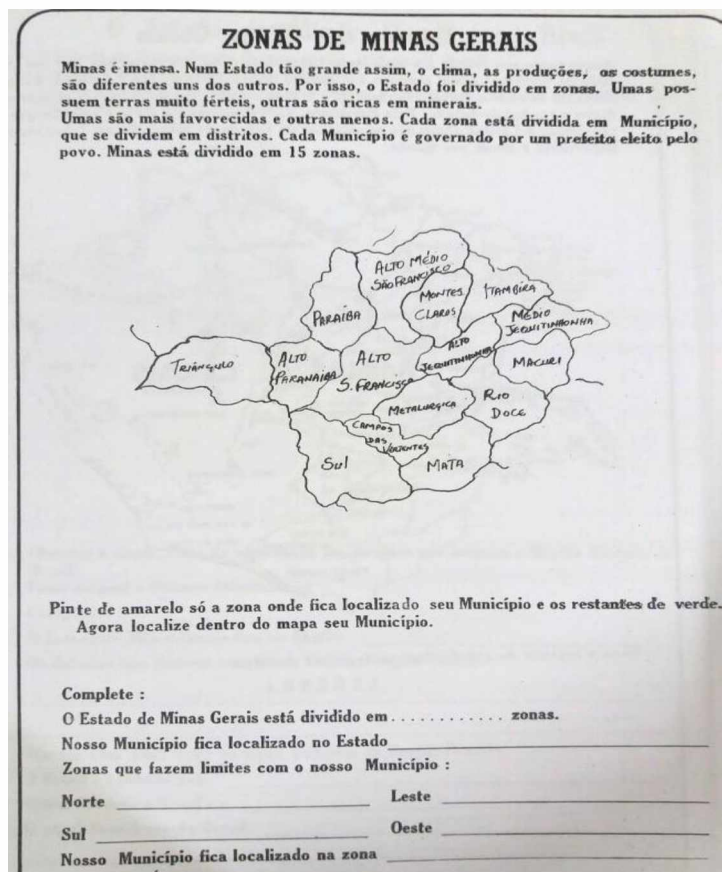 ZONAS DE MINAS GERAIS
Minas é imensa. Num Estado tão grande assim, o clima, as produções, os costumes,
são diferentes uns dos outros. Por isso, o Estado foi dividido em zonas. Umas pos-
suem terras muito férteis, outras são ricas em minerais.
Umas são mais favorecidas e outras menos. Cada zona está dividida em Município,
que se dividem em distritos. Cada Município é governado por um prefeito eleito pelo
povo. Minas está dividido em 15 zonas.
ALTO MÉDIO
SÃO FRANCISCO
MONTES
CLAROS
ITAMBIRA
PARAÍBA
MÉDIO
JEQUITINHONHA
TRIÂNGULO
ALTO
PARANAIBA
ALTO
S. FRANCISCO
ALTO
JEQUITINHONHA
MACURI
METALURGICA
RIO
DOCE
CAMPOS
DAS
VERTENTES
Sul
MATA
Pinte de amarelo só a zona onde fica localizado seu Município e os restantes de verde.
Agora localize dentro do mapa seu Município.
Complete :
O Estado de Minas Gerais está dividido em . . . . . . . . . . . . zonas.
Nosso Município fica localizado no Estado
Zonas que fazem limites com o nosso Município :
Norte Leste
Sul Oeste
Nosso Município fica localizado na zona